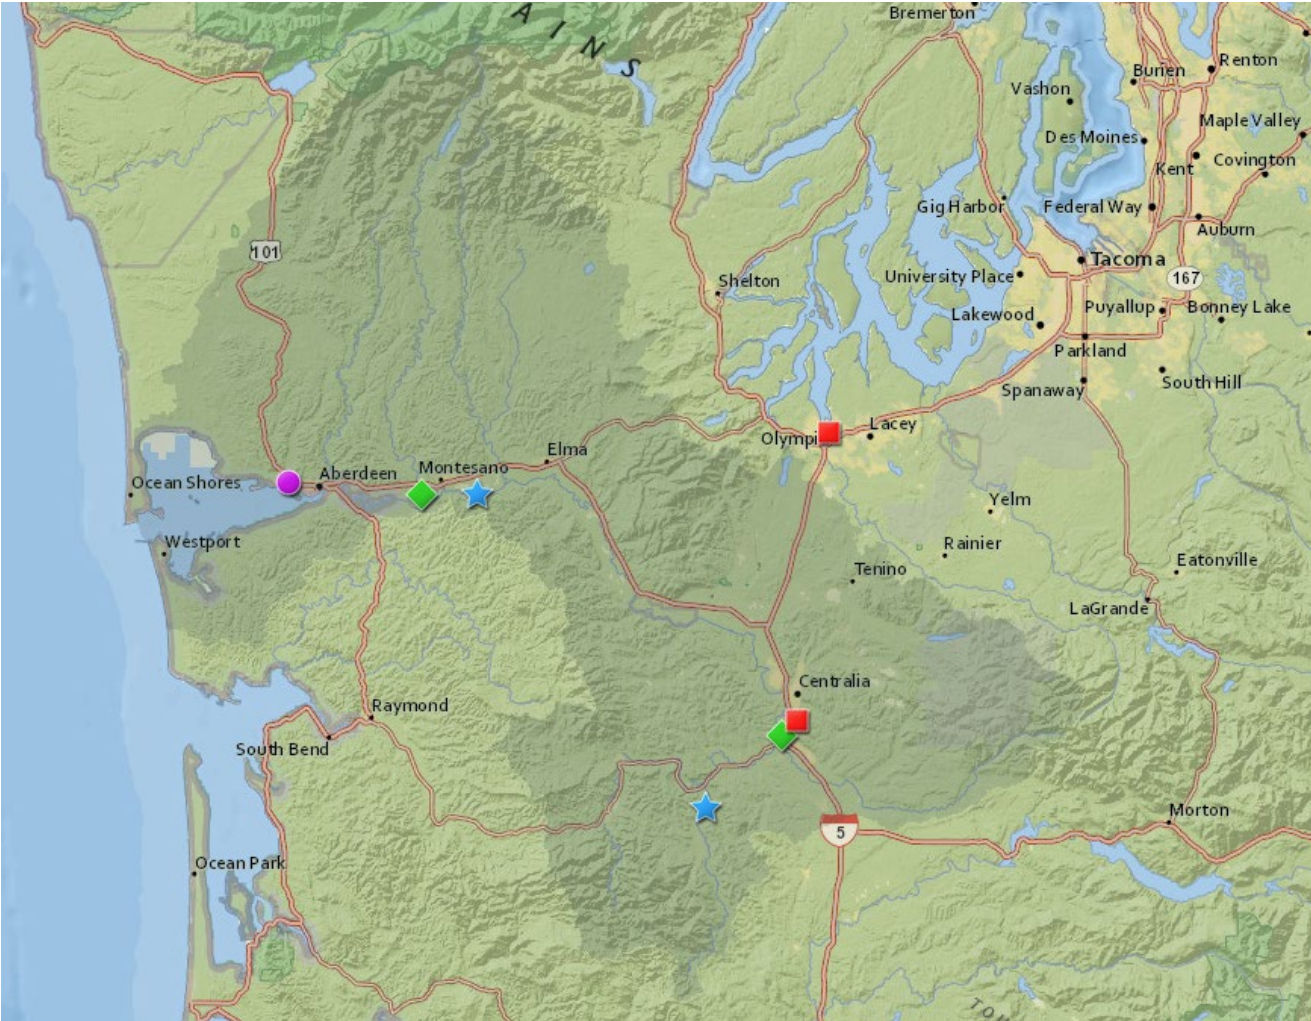 A I N S
Bremerton
Burien
Renton
Vashon
Maple Valley
Des Moines
Kent
Covington
Gig Harbor
Federal Way
Auburn
101
Tacoma
167
Shelton
University Place
Lakewood
Puyallup
Bonney Lake
Parkland
South Hill
Spanaway
Lacey
Olympi
Elma
Aberdeen
Montesano
Ocean Shores
Yelm
Westport
Rainier
Tenino
Eatonville
LaGrande
Centralia
Raymond
South Bend
Morton
5
Ocean Park
TOU